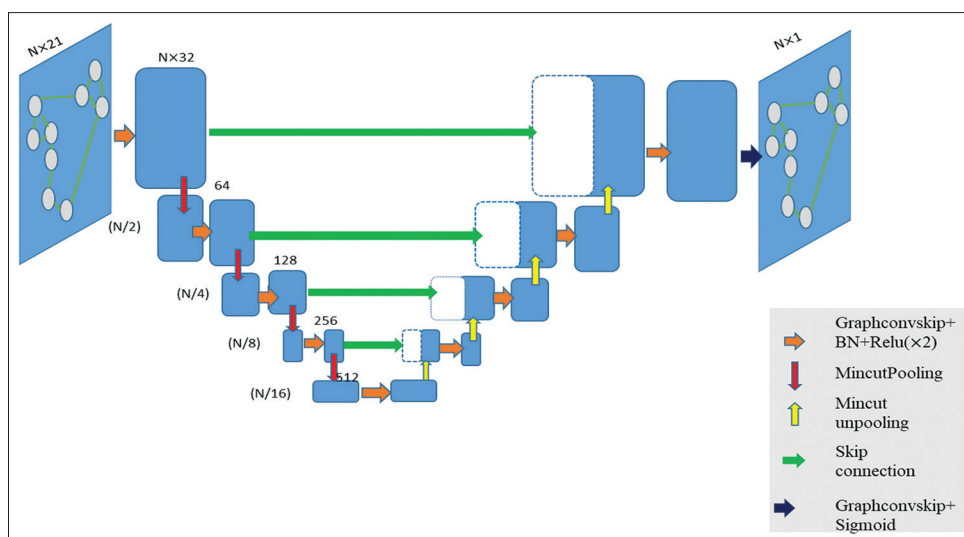 N×21
N×1
N×32
64
(N/2)
128
(N/4)
256
(N/8)
512
(N/16)
Graphconvskip+
BN+Relu(×2)
MincutPooling
Mincut
unpooling
Skip
connection
Graphconvskip+
Sigmoid